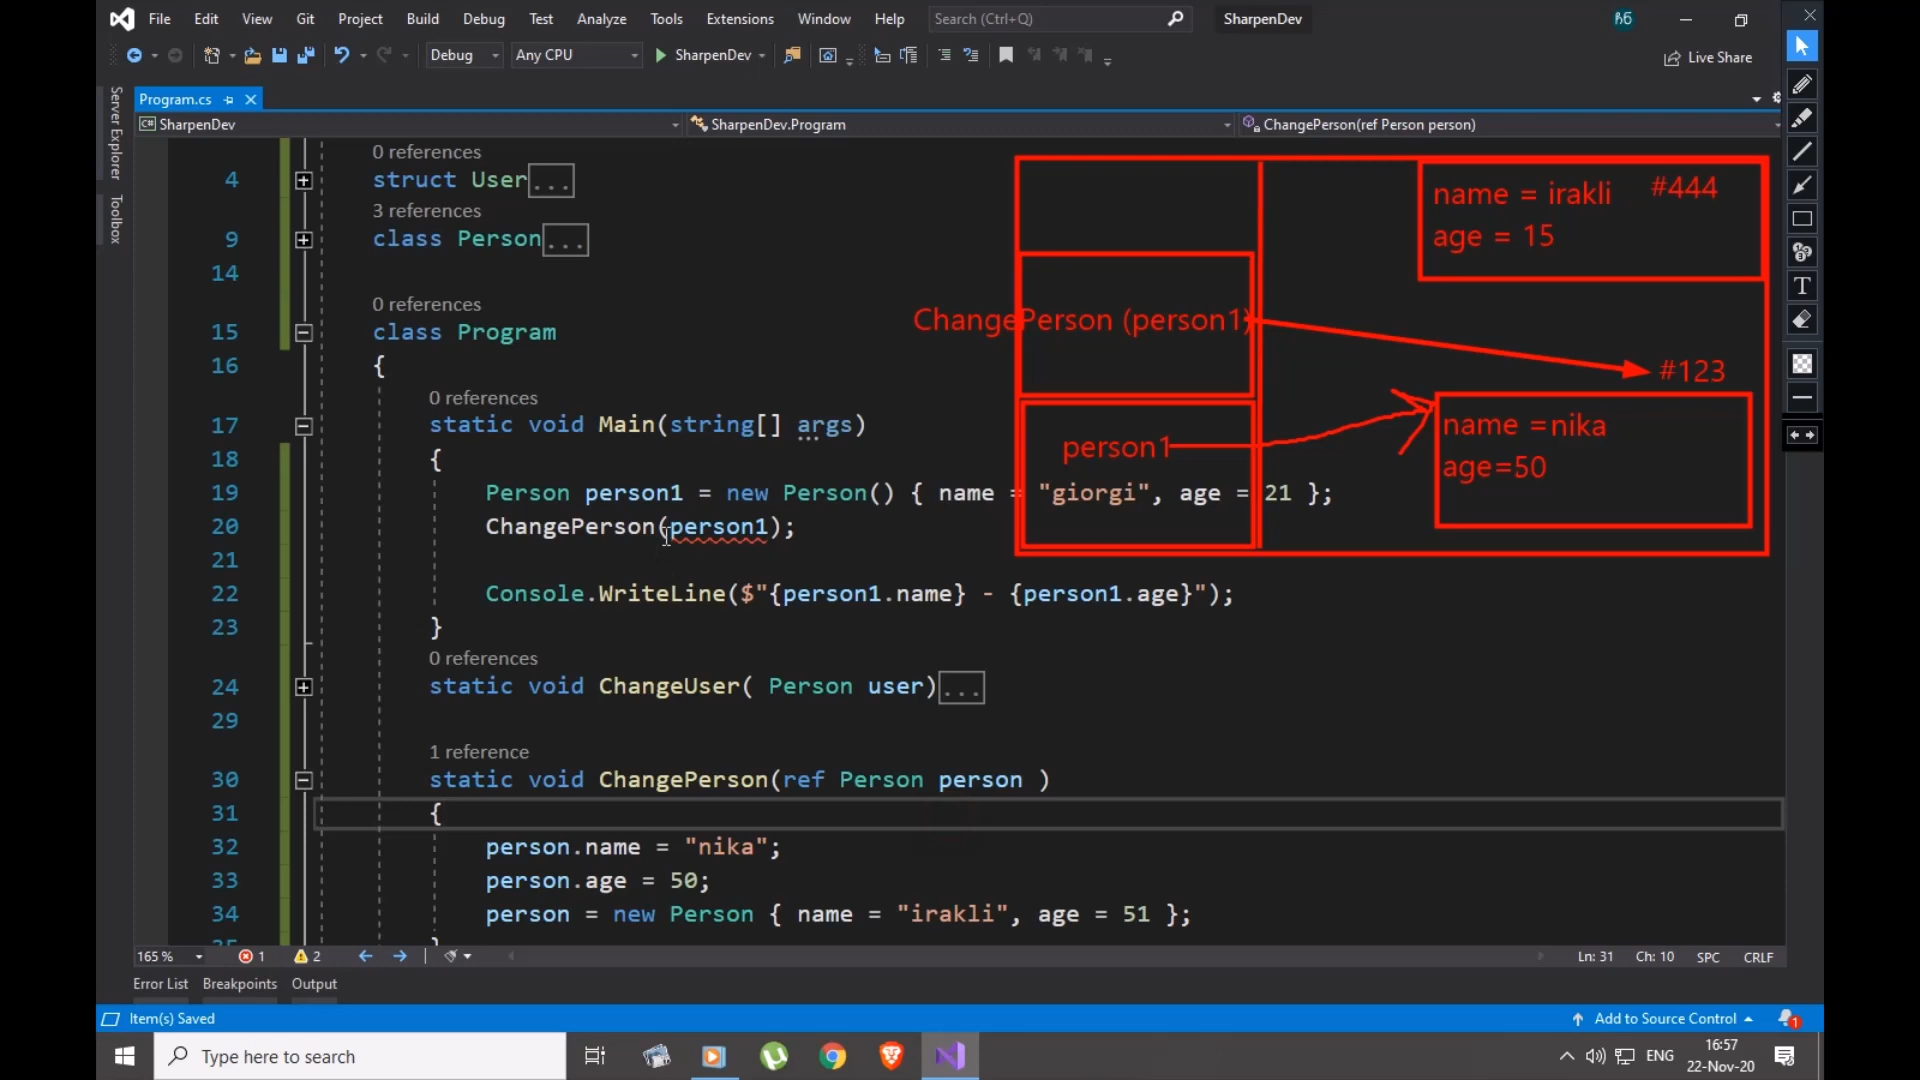 File Edit View Git Project Build Debug Test Analyze Tools Extensions Window Help Search (Ctrl+Q) SharpenDev
Debug Any CPU SharpenDev Live Share
Program.cs
SharpenDev SharpenDev.Program ChangePerson(ref Person person)
Server Explorer
Toolbox
0 references
4 struct User...
3 references
9 class Person...
14
0 references
15 class Program
16 {
0 references
17 static void Main(string[] args)
18 {
19 Person person1 = new Person() { name = "giorgi", age = 21 };
20 ChangePerson(person1);
21
22 Console.WriteLine($"{person1.name} - {person1.age}");
23 }
0 references
24 static void ChangeUser( Person user)...
29
1 reference
30 static void ChangePerson(ref Person person )
31 {
32 person.name = "nika";
33 person.age = 50;
34 person = new Person { name = "irakli", age = 51 };
35 }
name = irakli #444
age = 15
ChangePerson (person1)
#123
person1
name =nika
age=50
165 % 1 2 Ln: 31 Ch: 10 SPC CRLF
Error List Breakpoints Output
Item(s) Saved Add to Source Control 1
Type here to search ENG 16:57
22-Nov-20